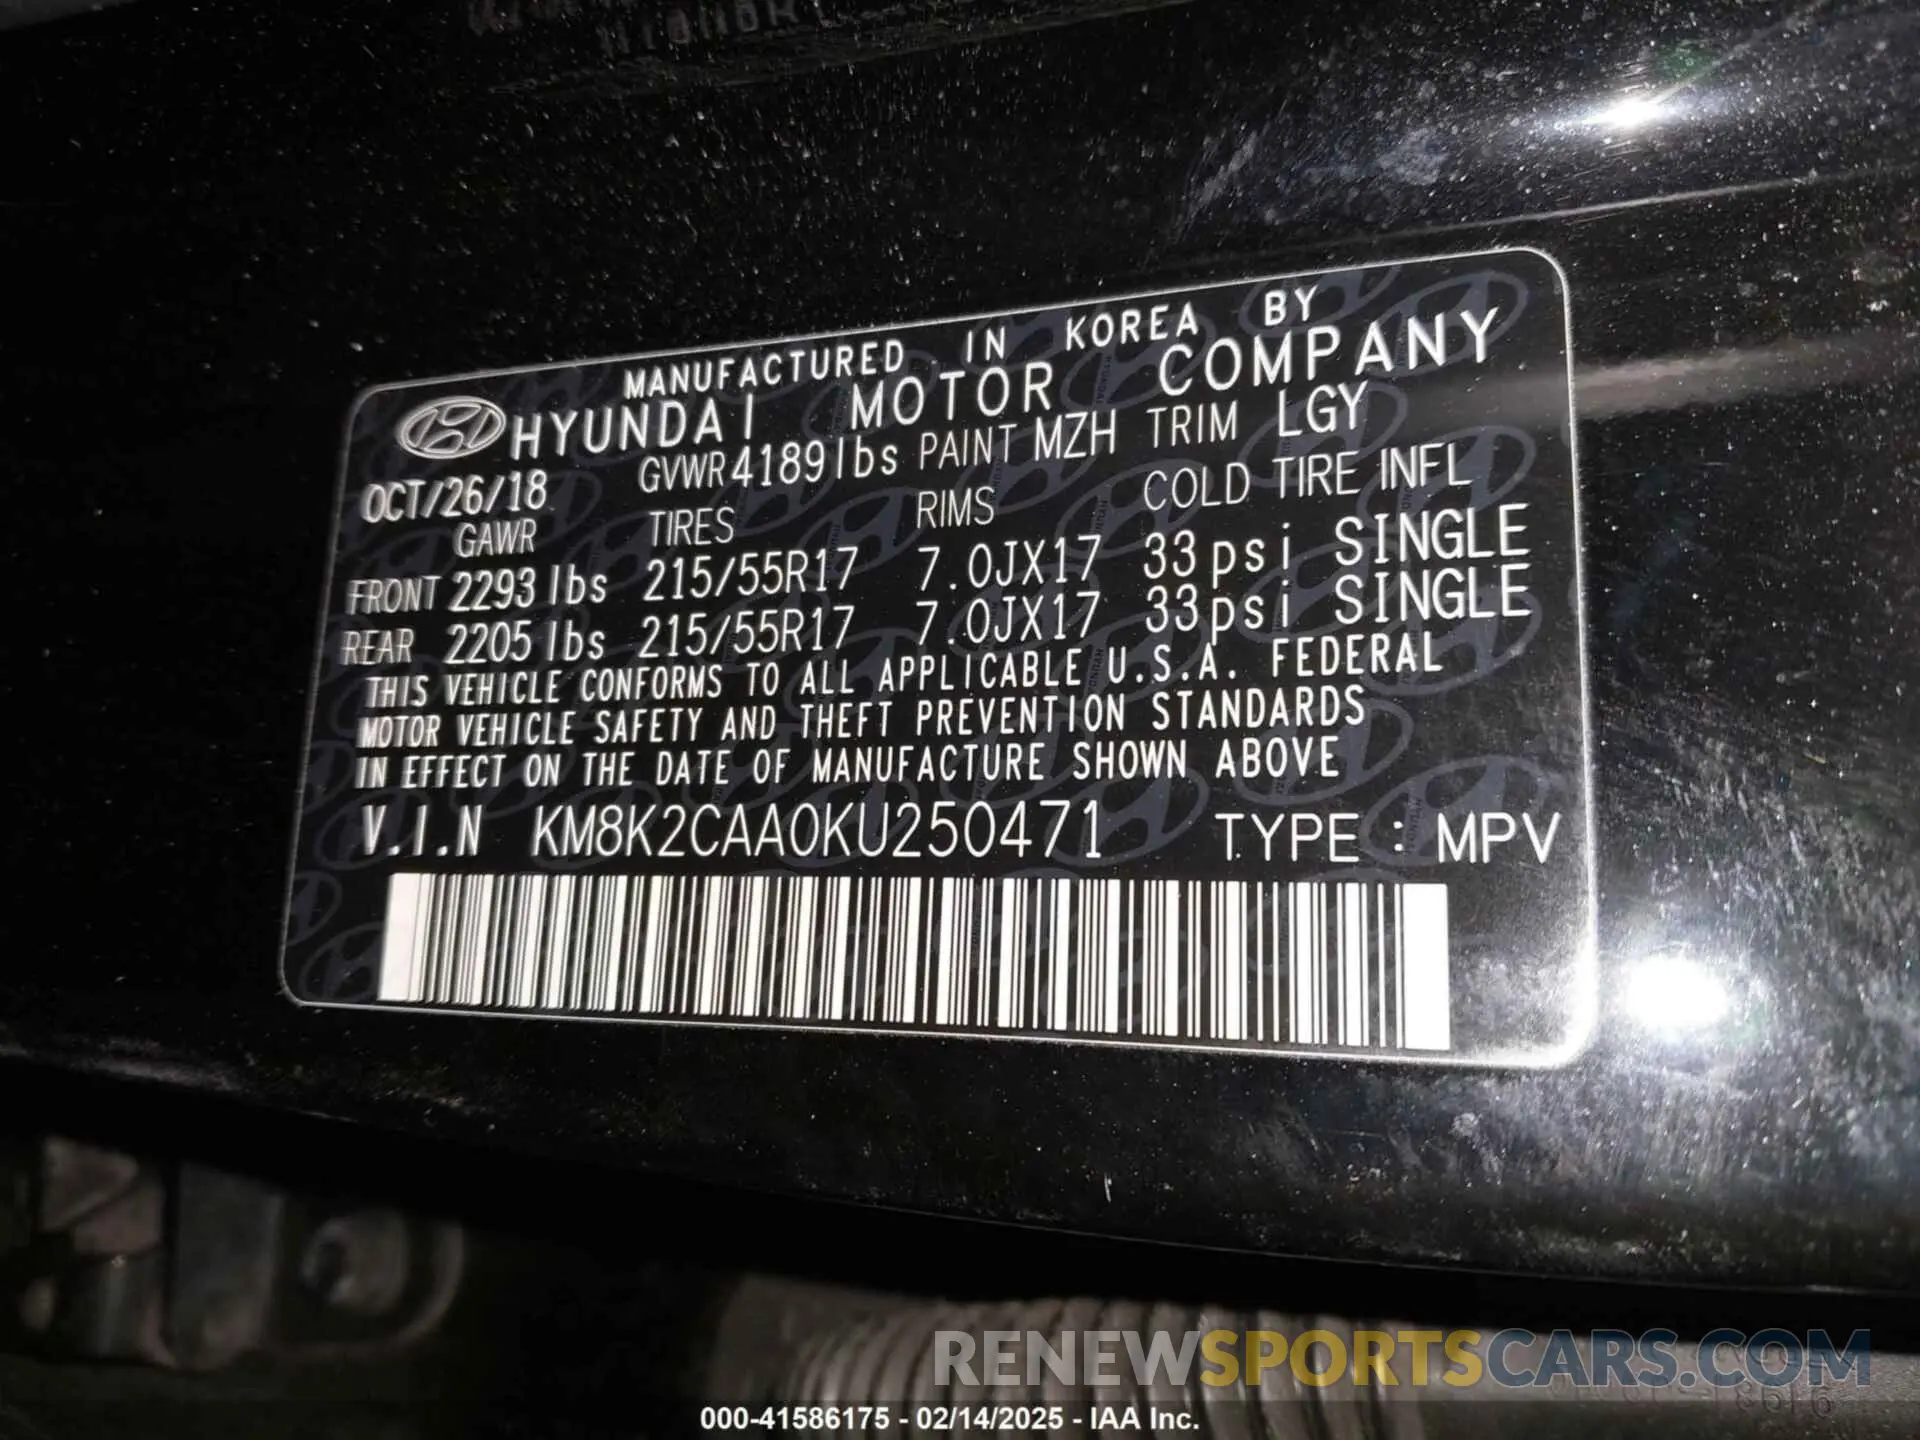 MANUFACTURED IN KOREA BY
HYUNDAI MOTOR COMPANY
OCT/26/18 GVWR 4189lbs PAINT MZH TRIM LGY
GAWR TIRES RIMS COLD TIRE INFL
FRONT 2293 lbs 215/55R17 7.0JX17 33psi SINGLE
REAR 2205 lbs 215/55R17 7.0JX17 33psi SINGLE
THIS VEHICLE CONFORMS TO ALL APPLICABLE U.S.A. FEDERAL
MOTOR VEHICLE SAFETY AND THEFT PREVENTION STANDARDS
IN EFFECT ON THE DATE OF MANUFACTURE SHOWN ABOVE
V.I.N KM8K2CAA0KU250471 TYPE : MPV
RENEWSPORTSCARS.COM
000-41586175 - 02/14/2025 - IAA Inc.